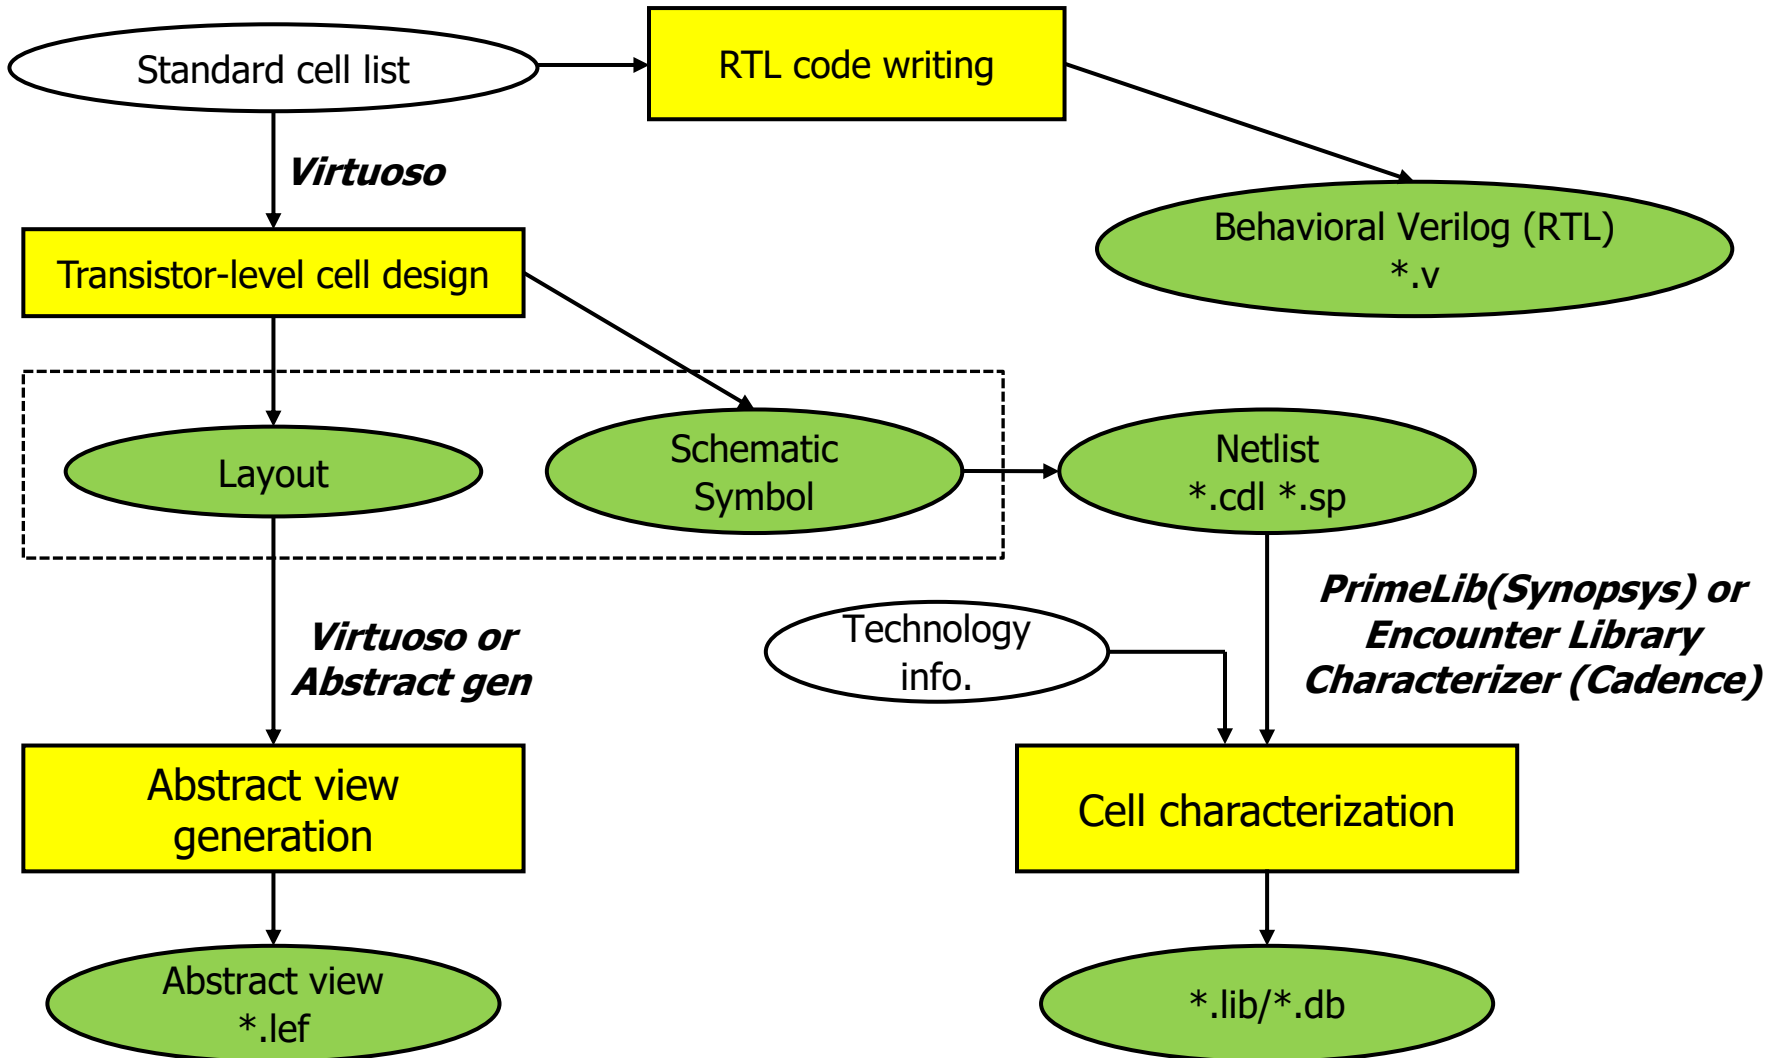 Standard cell list
RTL code writing
Virtuoso
Behavioral Verilog (RTL)
*.v
Transistor-level cell design
Layout
Schematic
Symbol
Netlist
*.cdl *.sp
Virtuoso or
Abstract gen
Technology
info.
PrimeLib(Synopsys) or
Encounter Library
Characterizer (Cadence)
Abstract view
generation
Cell characterization
Abstract view
*.lef
*.lib/*.db